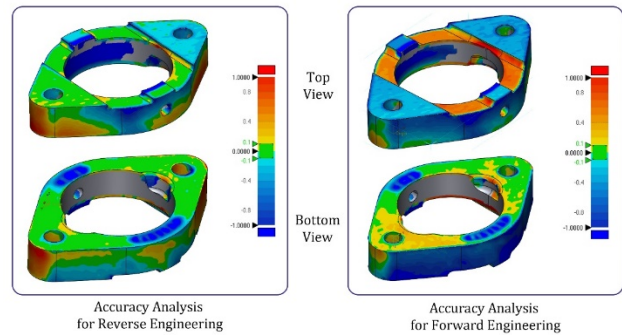 Top
View
Bottom
View
1.0000
0.8
0.4
0.1
0.0000
-0.1
-0.4
-0.8
-1.0000
1.0000
0.8
0.4
0.1
0.0000
-0.1
-0.4
-0.8
-1.0000
Accuracy Analysis
for Reverse Engineering
Accuracy Analysis
for Forward Engineering